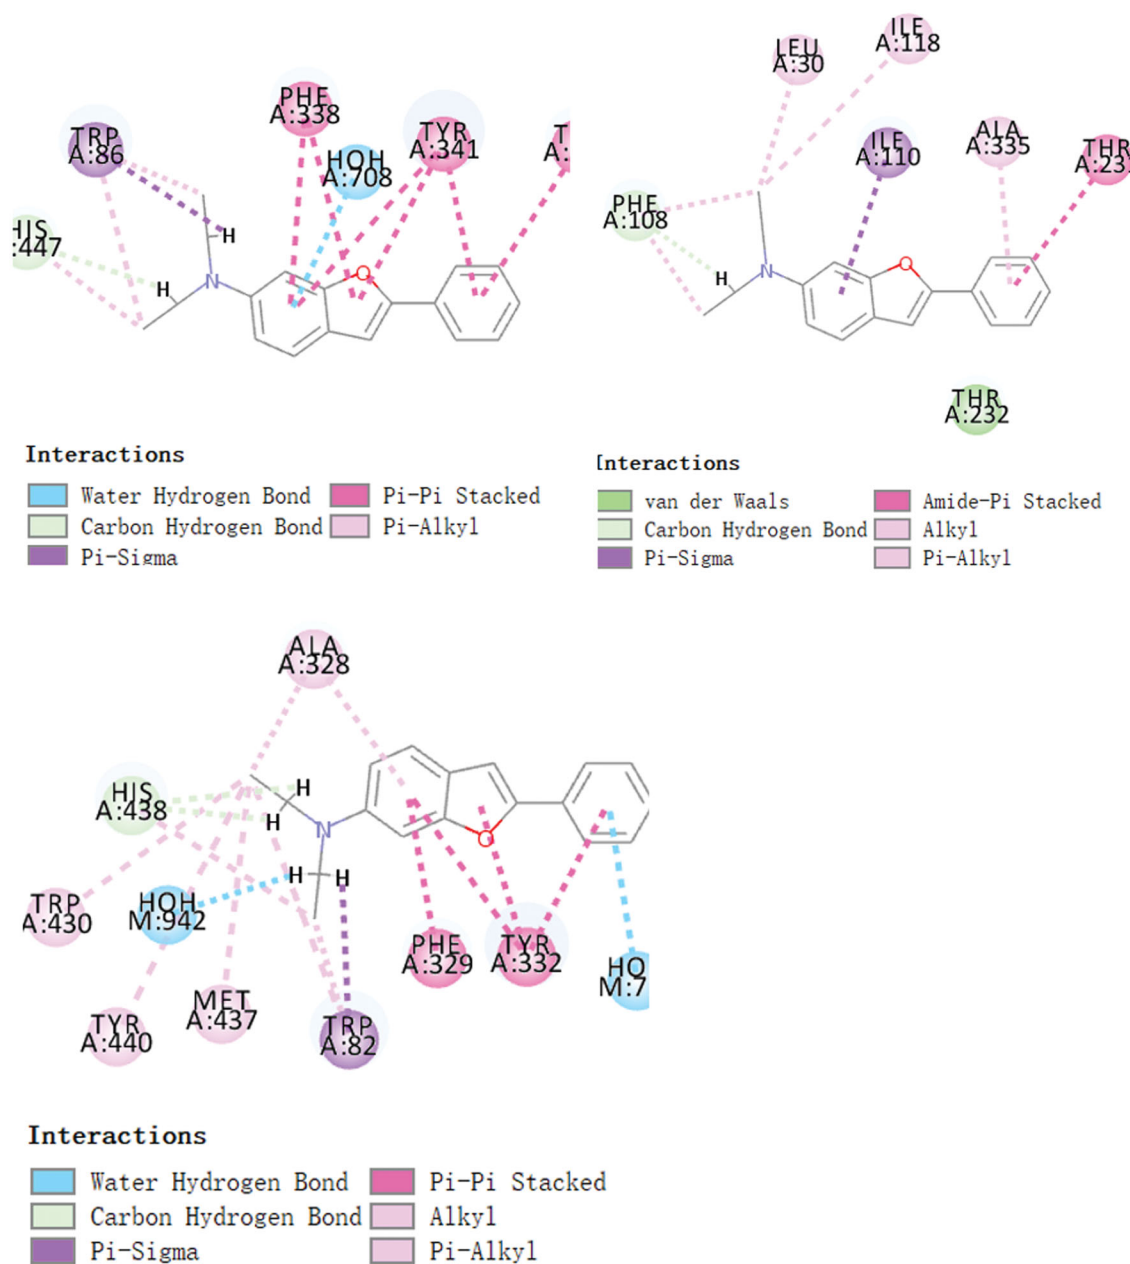 PHE
A:338
TRP
A:86
TYR
A:341
T
A:
HOH
A:708
HIS
:447
H
H
N
O
Interactions
Water Hydrogen Bond
Pi-Pi Stacked
Carbon Hydrogen Bond
Pi-Alkyl
Pi-Sigma
ILE
A:118
LEU
A:30
ILE
A:110
ALA
A:335
THR
A:231
PHE
A:108
H
N
O
THR
A:232
Interactions
van der Waals
Amide-Pi Stacked
Carbon Hydrogen Bond
Alkyl
Pi-Sigma
Pi-Alkyl
ALA
A:328
HIS
A:438
H
H
N
O
H
H
TRP
A:430
HOH
M:942
PHE
A:329
TYR
A:332
HO
M:7
MET
A:437
TYR
A:440
TRP
A:82
Interactions
Water Hydrogen Bond
Pi-Pi Stacked
Carbon Hydrogen Bond
Alkyl
Pi-Sigma
Pi-Alkyl